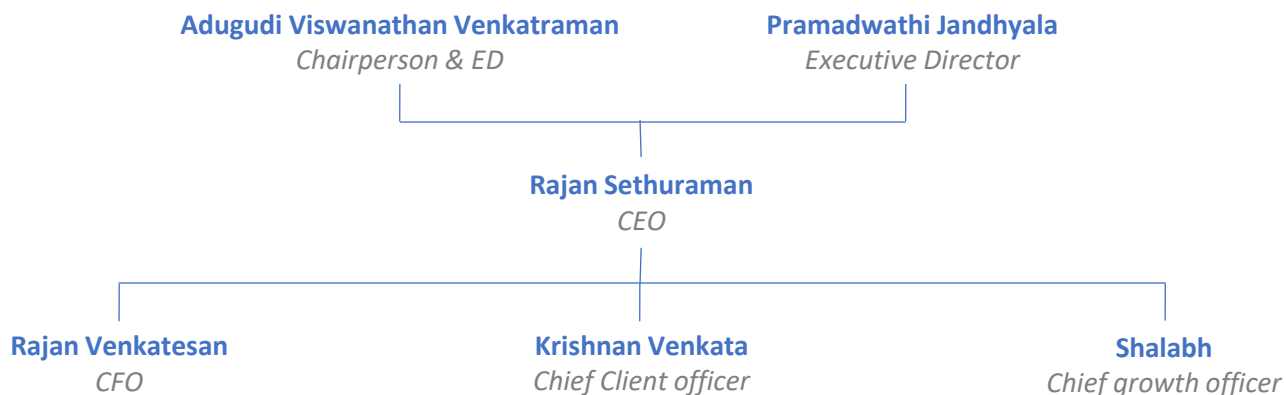 Adugudi Viswanathan Venkatraman
Chairperson & ED
Pramadwathi Jandhyala
Executive Director
Rajan Sethuraman
CEO
Rajan Venkatesan
CFO
Krishnan Venkata
Chief Client officer
Shalabh
Chief growth officer